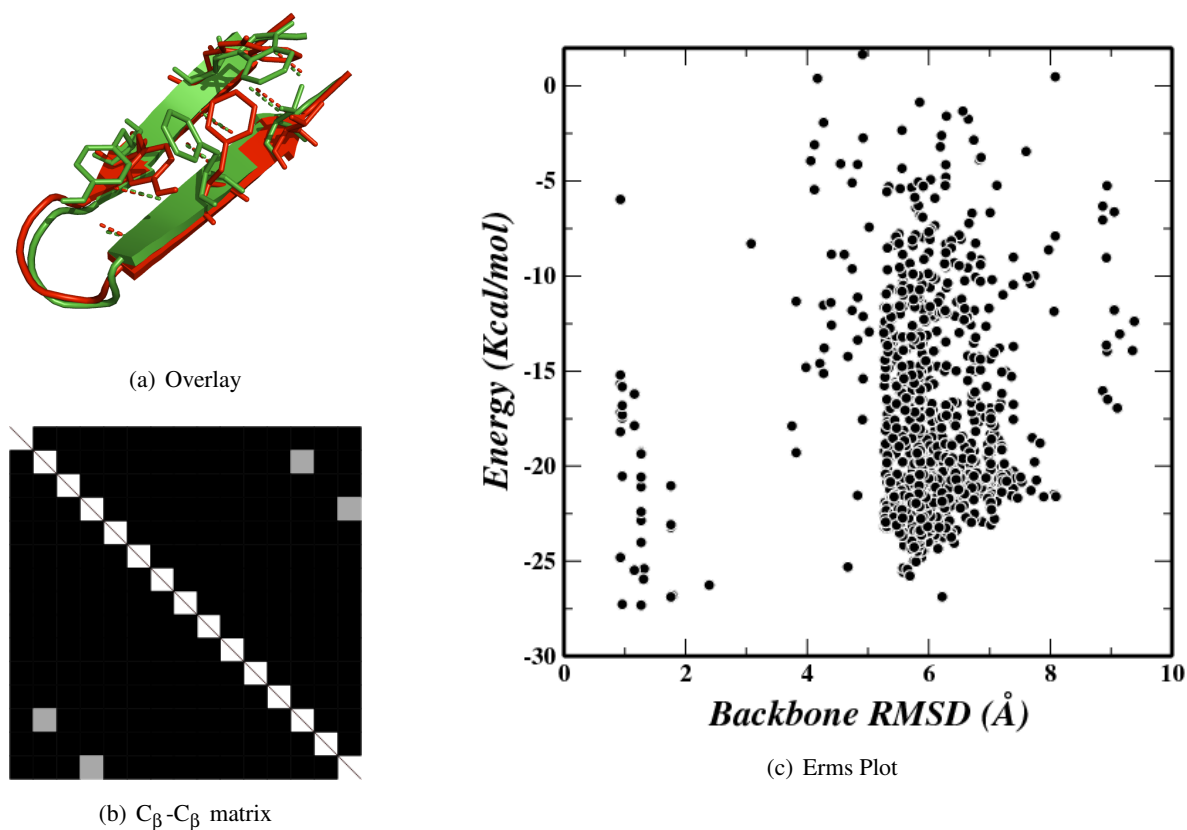 (a) Overlay
(b) Cβ-Cβ matrix
0
-5
-10
-15
-20
-25
-30
Energy (Kcal/mol)
0 2 4 6 8 10
Backbone RMSD (Å)
(c) Erms Plot